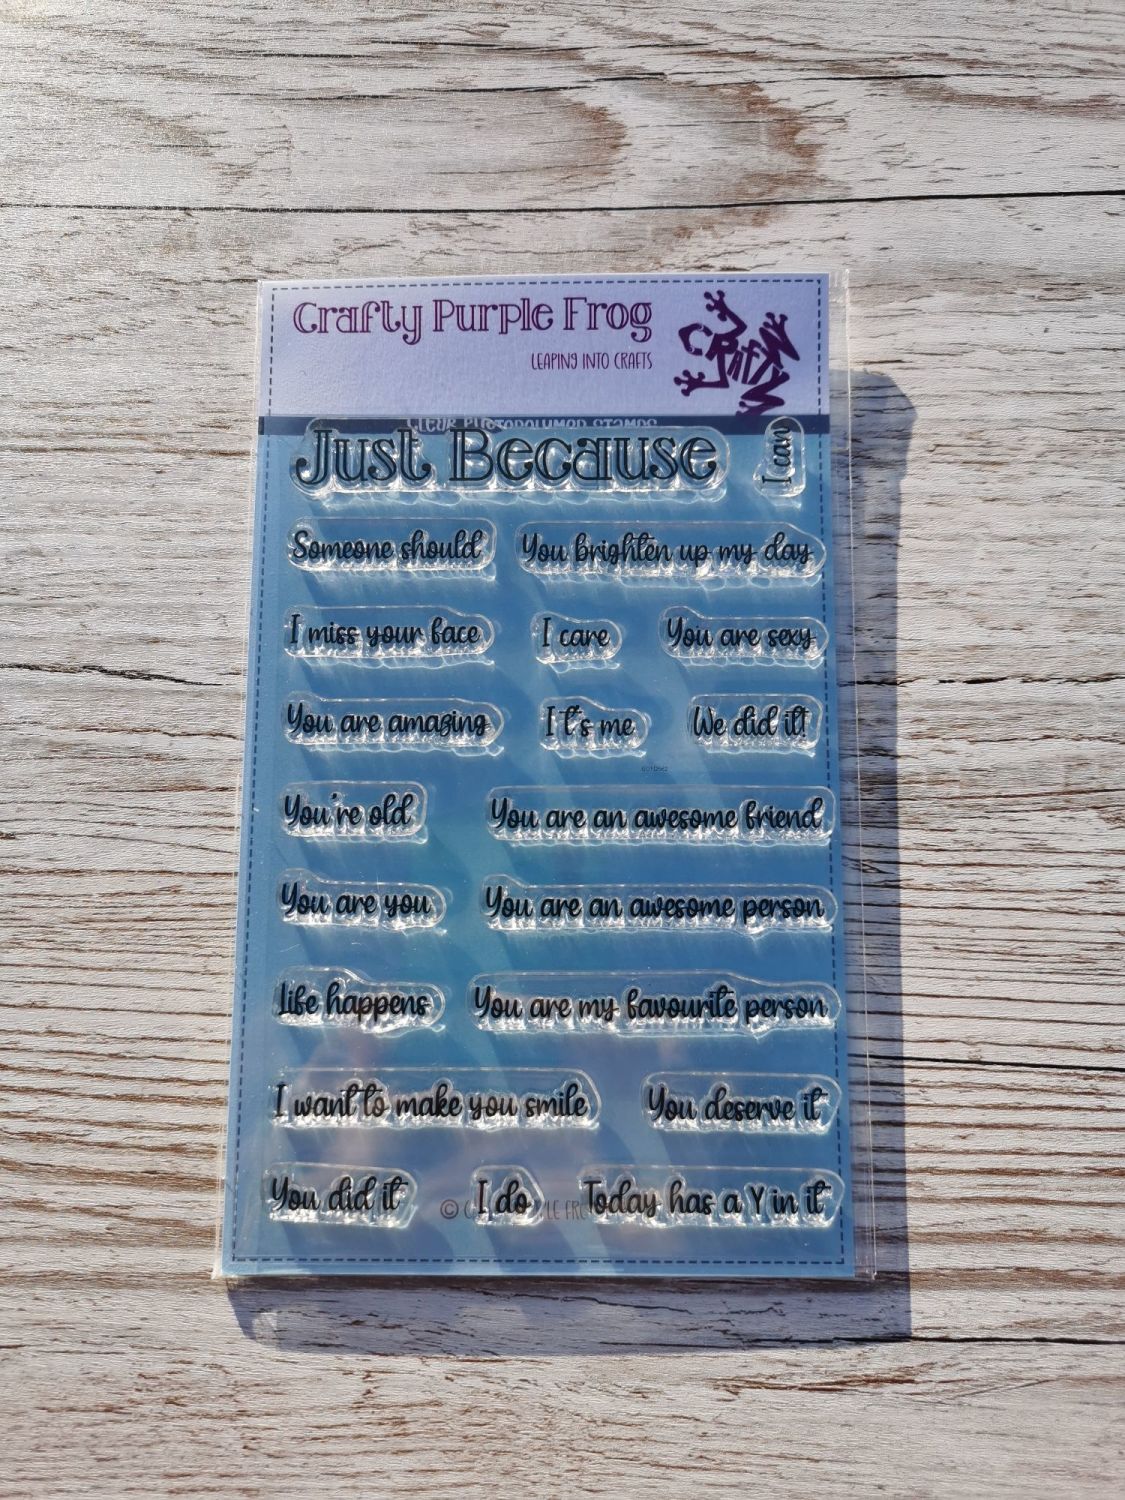 Crafty Purple Frog
LEAPING INTO CRAFTS
CRAFTY
CLEAR PHOTOPOLYMER STAMPS
Just Because
I can
Someone should
You brighten up my day
I miss your face
I care
You are sexy
You are amazing
It's me
We did it!
You're old
You are an awesome friend
You are you
You are an awesome person
Life happens
You are my favourite person
I want to make you smile
You deserve it
You did it
I do
Today has a Y in it
©